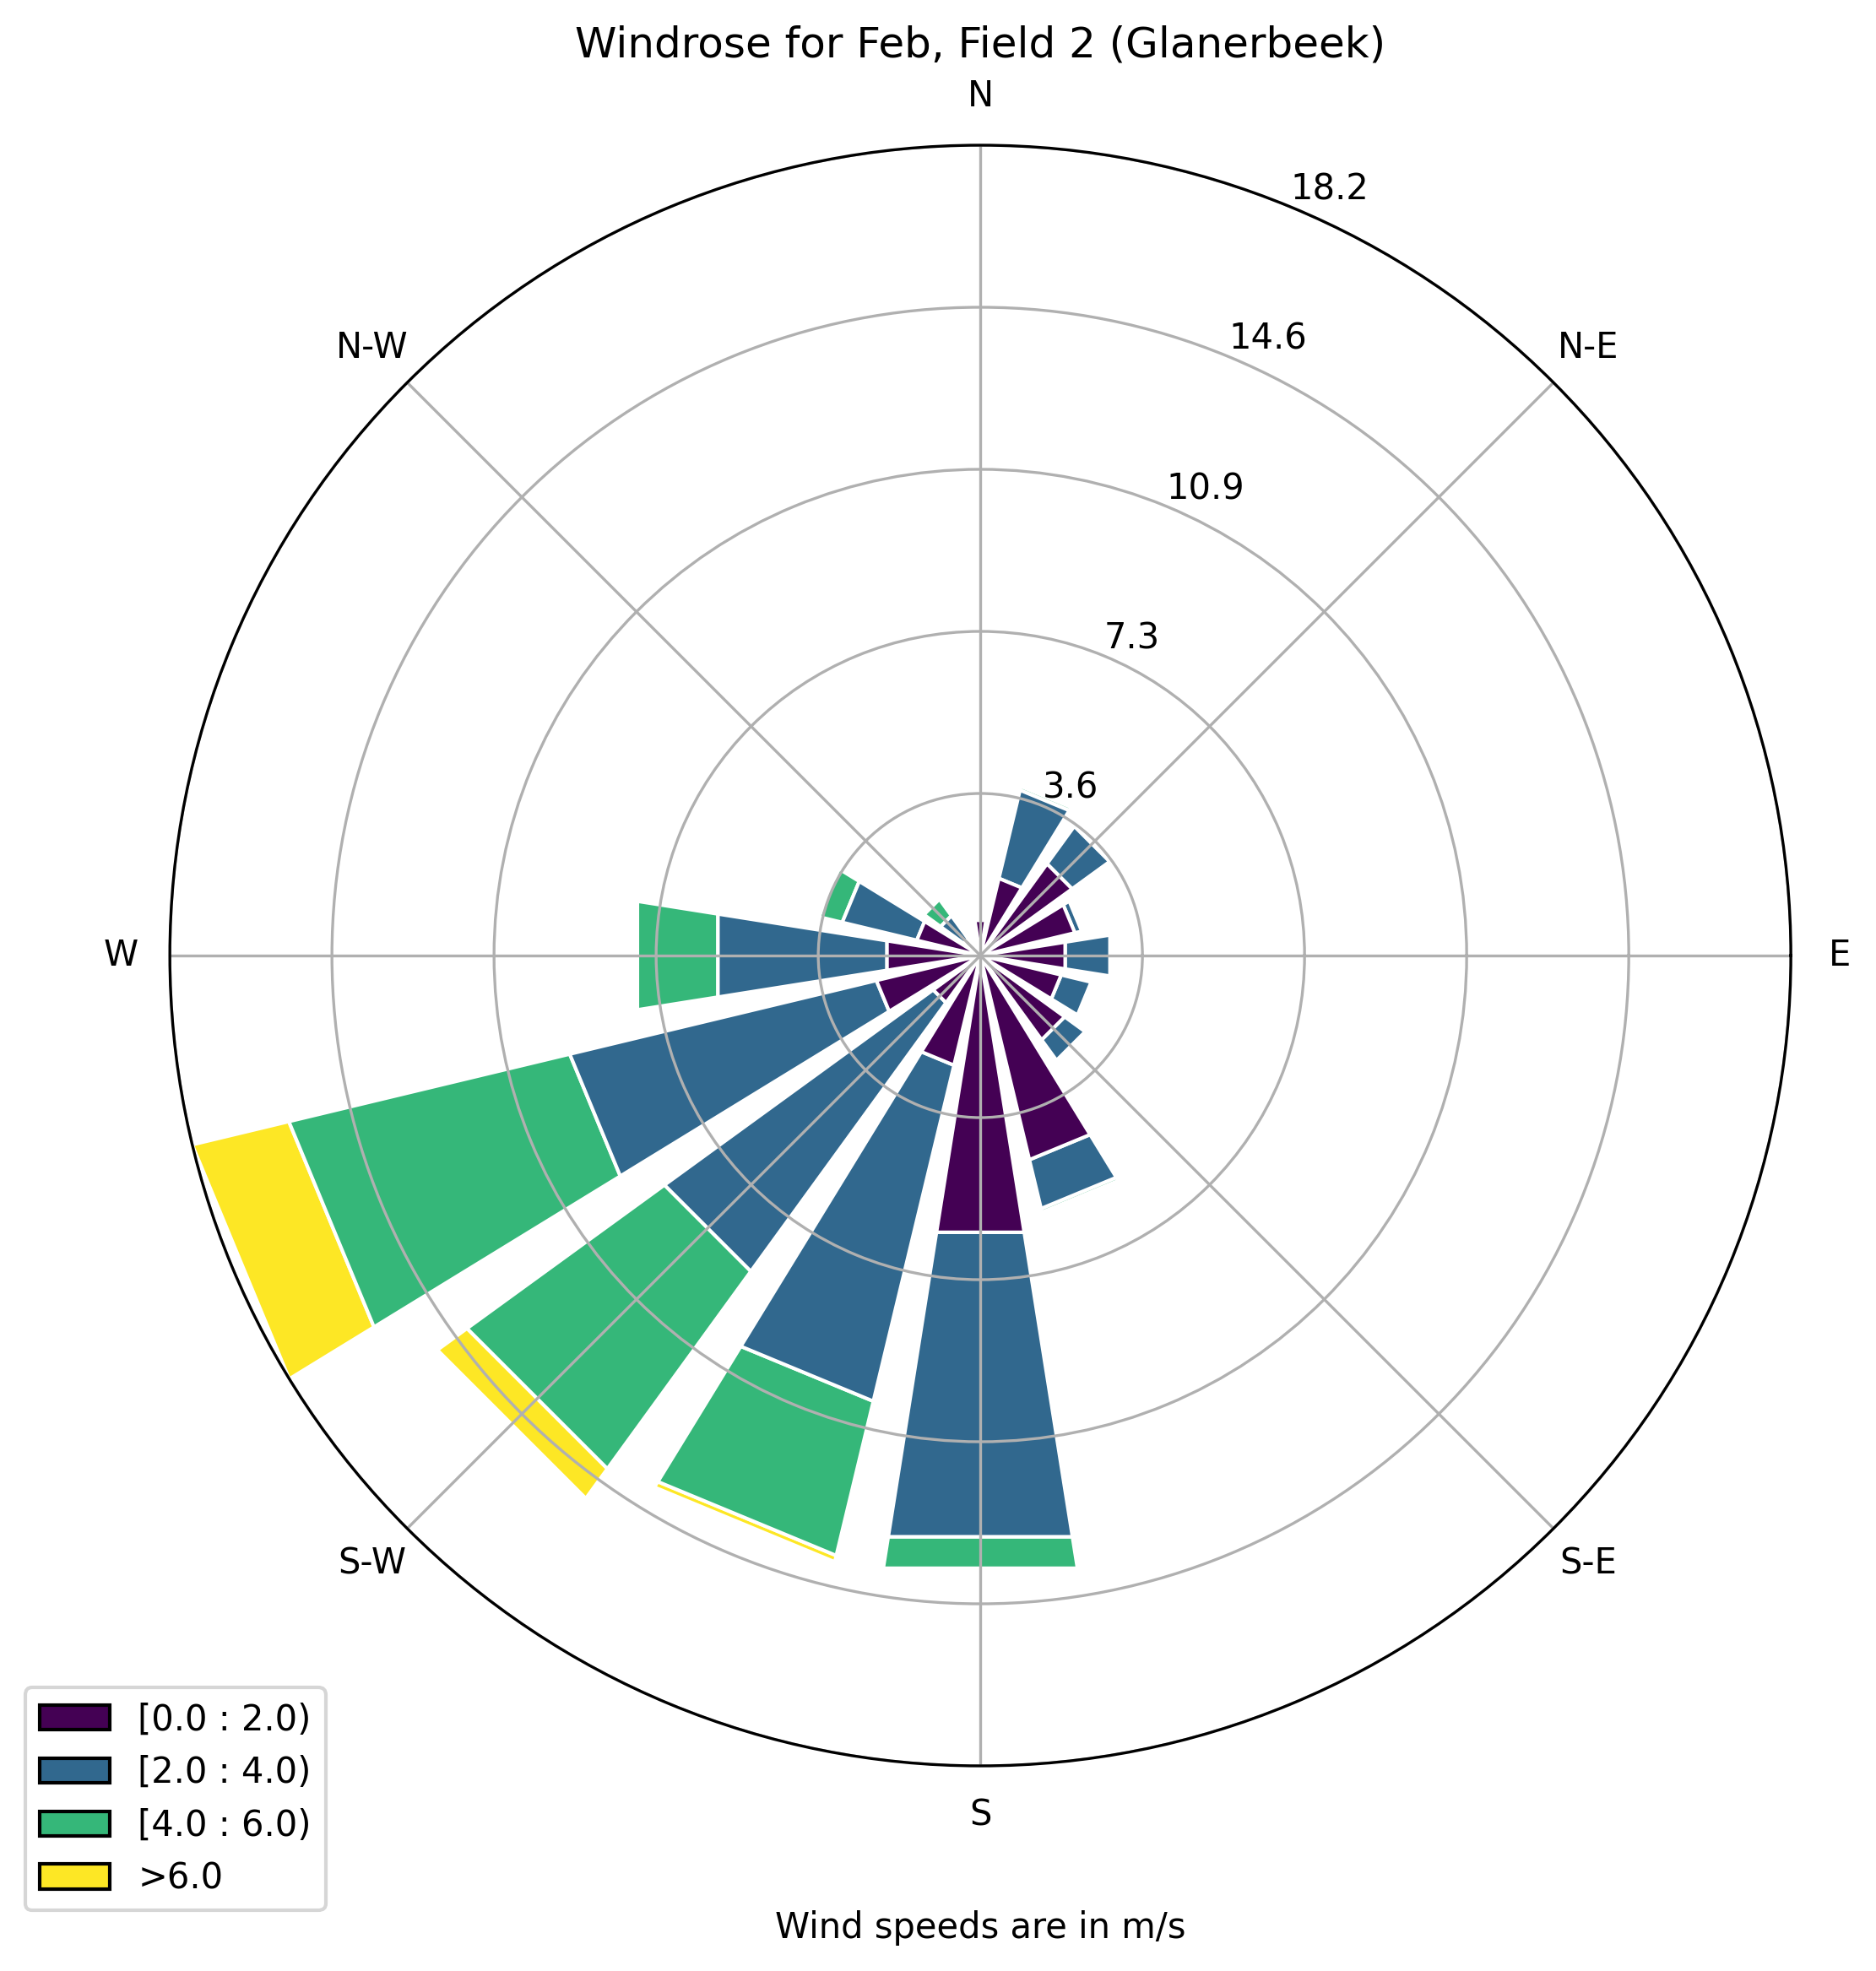 Windrose for Feb, Field 2 (Glanerbeek)
N
18.2
14.6
N-W
N-E
10.9
7.3
3.6
W
E
S-W
S-E
S
[0.0 : 2.0)
[2.0 : 4.0)
[4.0 : 6.0)
>6.0
Wind speeds are in m/s